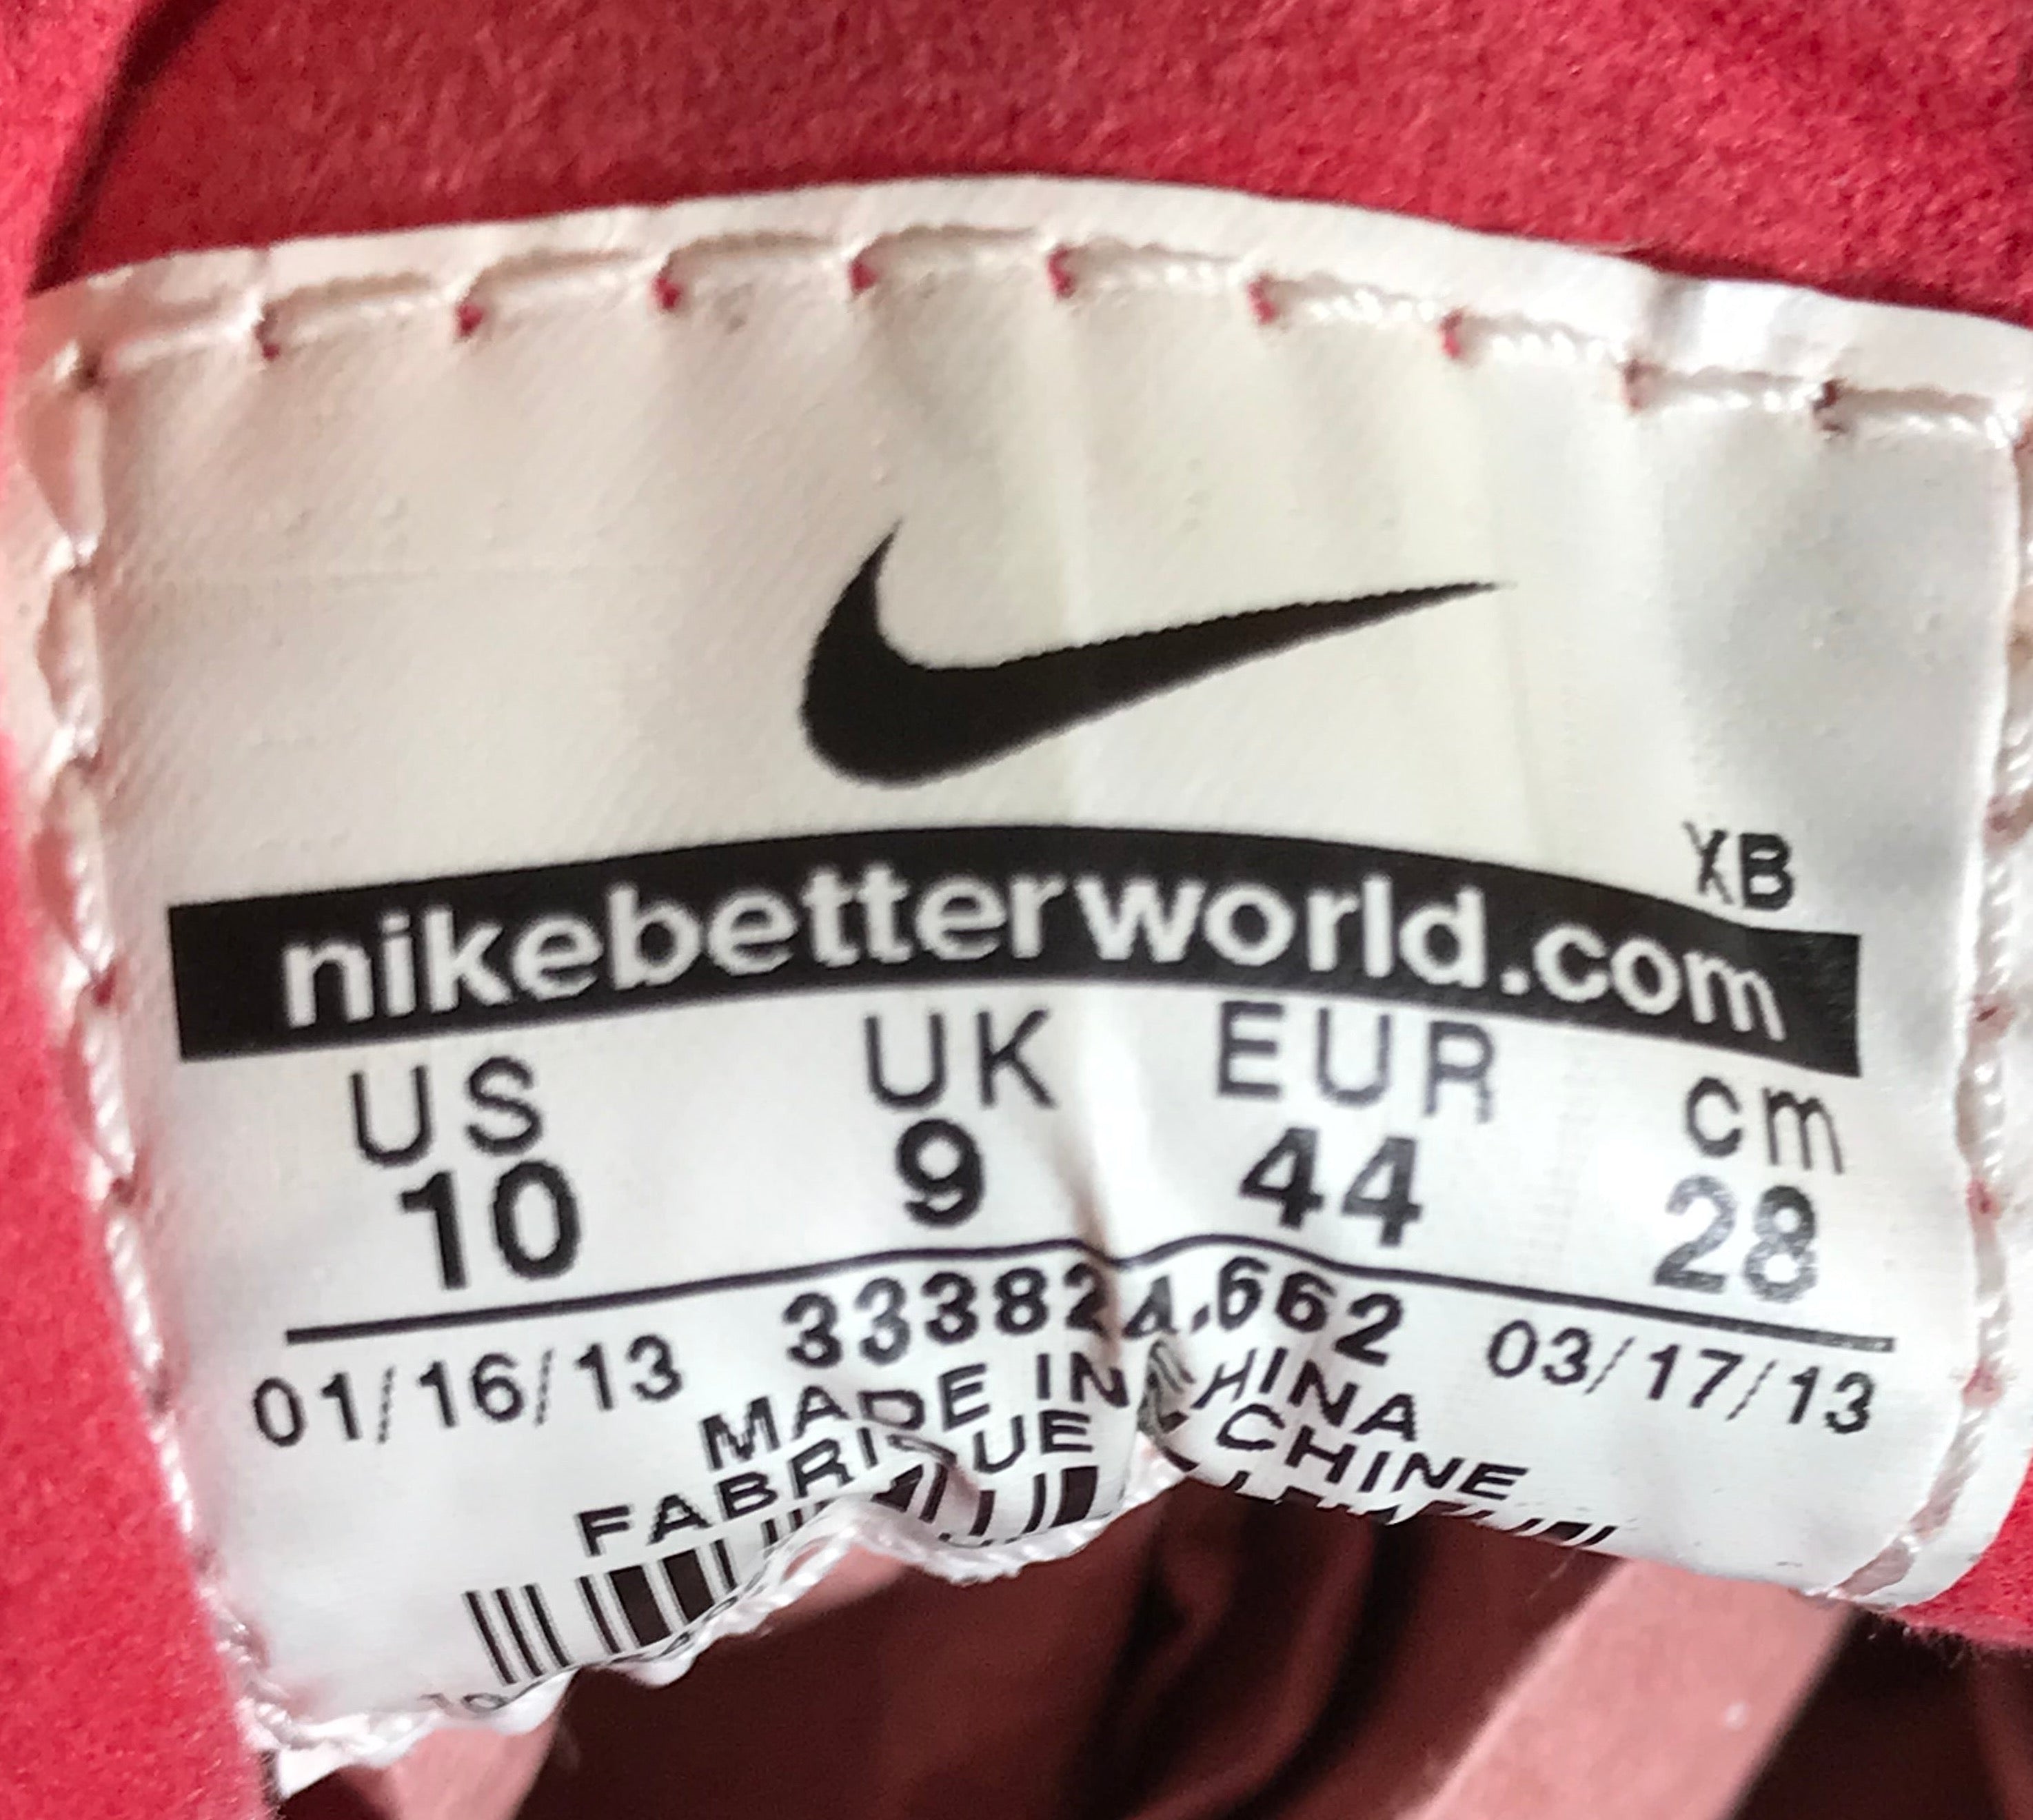 XB
nikebetterworld.com
US UK EUR cm
10 9 44 28
01/16/13 333824.662 03/17/13
MADE IN CHINA
FABRIQUE CHINE